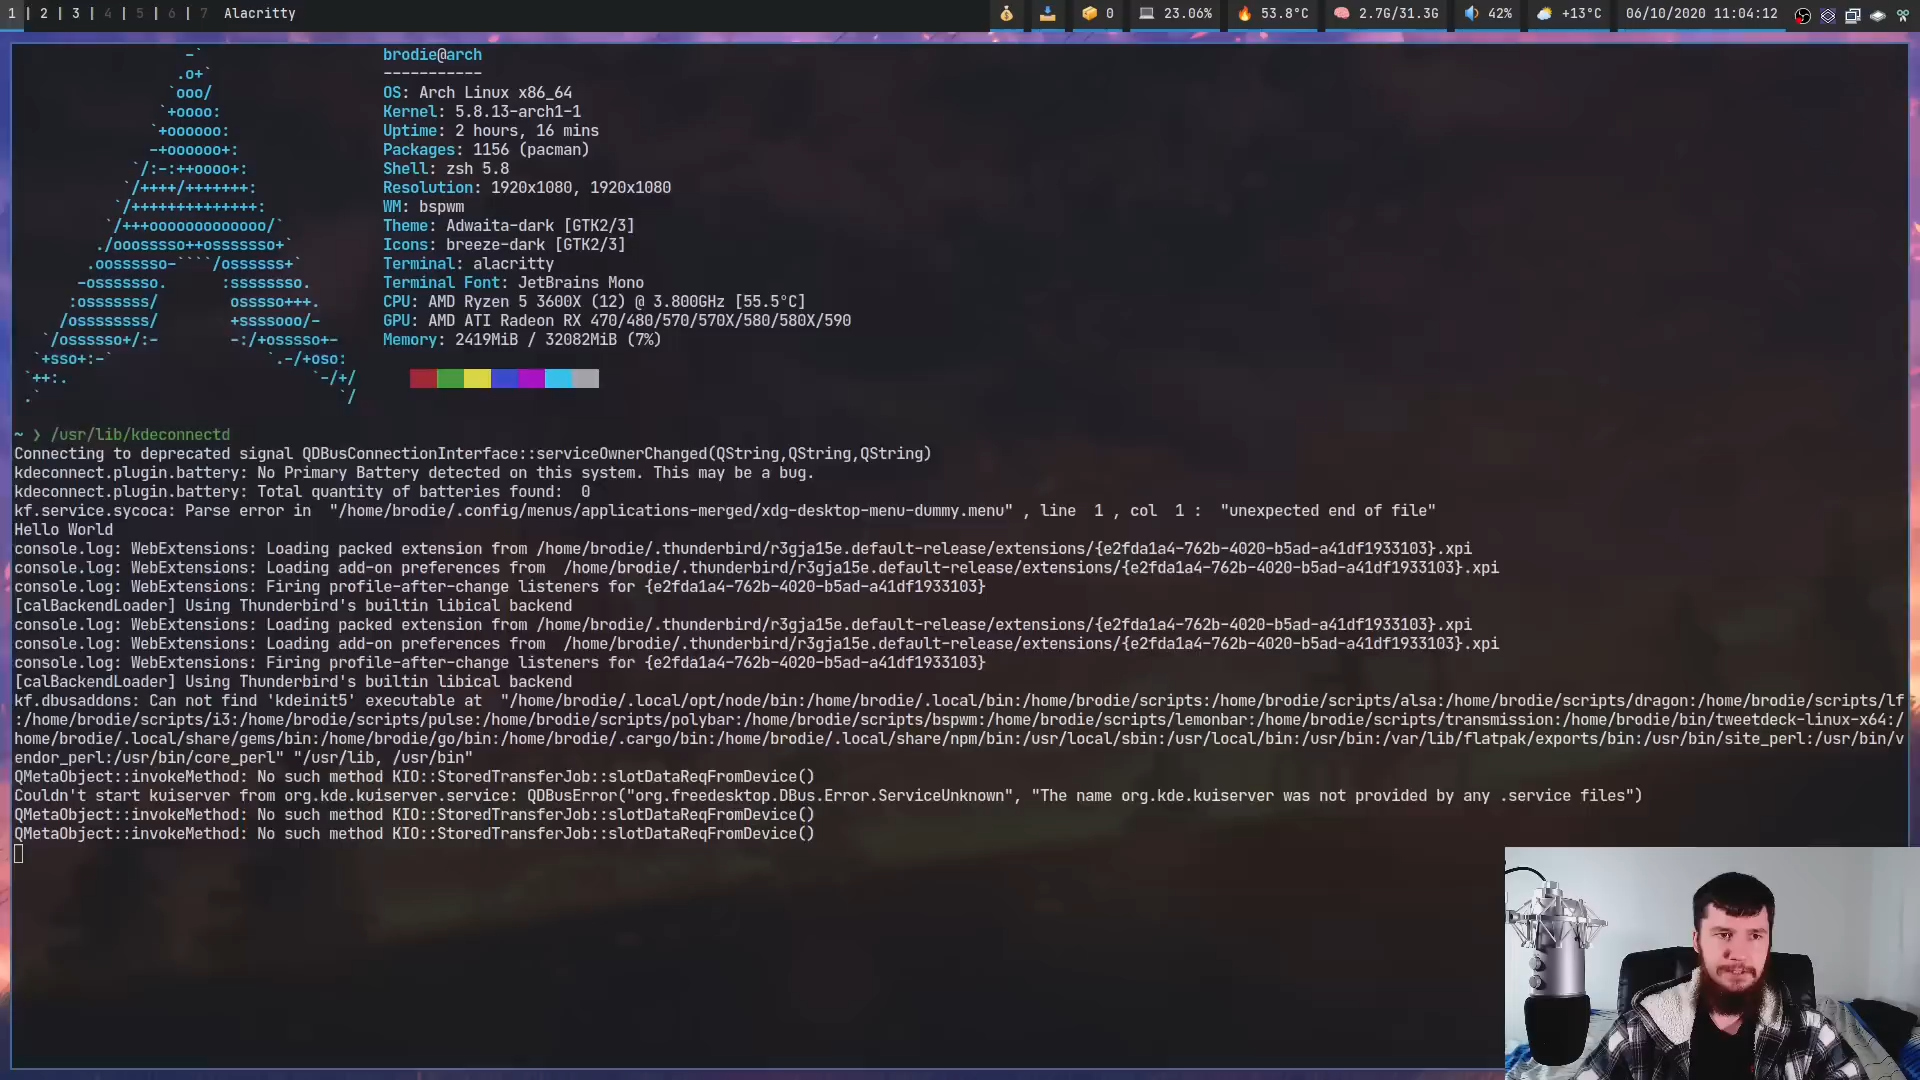 1 | 2 | 3 | 4 | 5 | 6 | 7 Alacritty 0 23.06% 53.8°C 2.7G/31.3G 42% +13°C 06/10/2020 11:04:12
brodie@arch
-----------
OS: Arch Linux x86_64
Kernel: 5.8.13-arch1-1
Uptime: 2 hours, 16 mins
Packages: 1156 (pacman)
Shell: zsh 5.8
Resolution: 1920x1080, 1920x1080
WM: bspwm
Theme: Adwaita-dark [GTK2/3]
Icons: breeze-dark [GTK2/3]
Terminal: alacritty
Terminal Font: JetBrains Mono
CPU: AMD Ryzen 5 3600X (12) @ 3.800GHz [55.5°C]
GPU: AMD ATI Radeon RX 470/480/570/570X/580/580X/590
Memory: 2419MiB / 32082MiB (7%)
~ ❯ /usr/lib/kdeconnectd
Connecting to deprecated signal QDBusConnectionInterface::serviceOwnerChanged(QString,QString,QString)
kdeconnect.plugin.battery: No Primary Battery detected on this system. This may be a bug.
kdeconnect.plugin.battery: Total quantity of batteries found:  0
kf.service.sycoca: Parse error in  "/home/brodie/.config/menus/applications-merged/xdg-desktop-menu-dummy.menu" , line  1 , col  1 :  "unexpected end of file"
Hello World
console.log: WebExtensions: Loading packed extension from /home/brodie/.thunderbird/r3gja15e.default-release/extensions/{e2fda1a4-762b-4020-b5ad-a41df1933103}.xpi
console.log: WebExtensions: Loading add-on preferences from  /home/brodie/.thunderbird/r3gja15e.default-release/extensions/{e2fda1a4-762b-4020-b5ad-a41df1933103}.xpi
console.log: WebExtensions: Firing profile-after-change listeners for {e2fda1a4-762b-4020-b5ad-a41df1933103}
[calBackendLoader] Using Thunderbird's builtin libical backend
console.log: WebExtensions: Loading packed extension from /home/brodie/.thunderbird/r3gja15e.default-release/extensions/{e2fda1a4-762b-4020-b5ad-a41df1933103}.xpi
console.log: WebExtensions: Loading add-on preferences from  /home/brodie/.thunderbird/r3gja15e.default-release/extensions/{e2fda1a4-762b-4020-b5ad-a41df1933103}.xpi
console.log: WebExtensions: Firing profile-after-change listeners for {e2fda1a4-762b-4020-b5ad-a41df1933103}
[calBackendLoader] Using Thunderbird's builtin libical backend
kf.dbusaddons: Can not find 'kdeinit5' executable at  "/home/brodie/.local/opt/node/bin:/home/brodie/.local/bin:/home/brodie/scripts:/home/brodie/scripts/alsa:/home/brodie/scripts/dragon:/home/brodie/scripts/lf
:/home/brodie/scripts/i3:/home/brodie/scripts/pulse:/home/brodie/scripts/polybar:/home/brodie/scripts/bspwm:/home/brodie/scripts/lemonbar:/home/brodie/scripts/transmission:/home/brodie/bin/tweetdeck-linux-x64:/
home/brodie/.local/share/gems/bin:/home/brodie/go/bin:/home/brodie/.cargo/bin:/home/brodie/.local/share/npm/bin:/usr/local/sbin:/usr/local/bin:/usr/bin:/var/lib/flatpak/exports/bin:/usr/bin/site_perl:/usr/bin/v
endor_perl:/usr/bin/core_perl" "/usr/lib, /usr/bin"
QMetaObject::invokeMethod: No such method KIO::StoredTransferJob::slotDataReqFromDevice()
Couldn't start kuiserver from org.kde.kuiserver.service: QDBusError("org.freedesktop.DBus.Error.ServiceUnknown", "The name org.kde.kuiserver was not provided by any .service files")
QMetaObject::invokeMethod: No such method KIO::StoredTransferJob::slotDataReqFromDevice()
QMetaObject::invokeMethod: No such method KIO::StoredTransferJob::slotDataReqFromDevice()